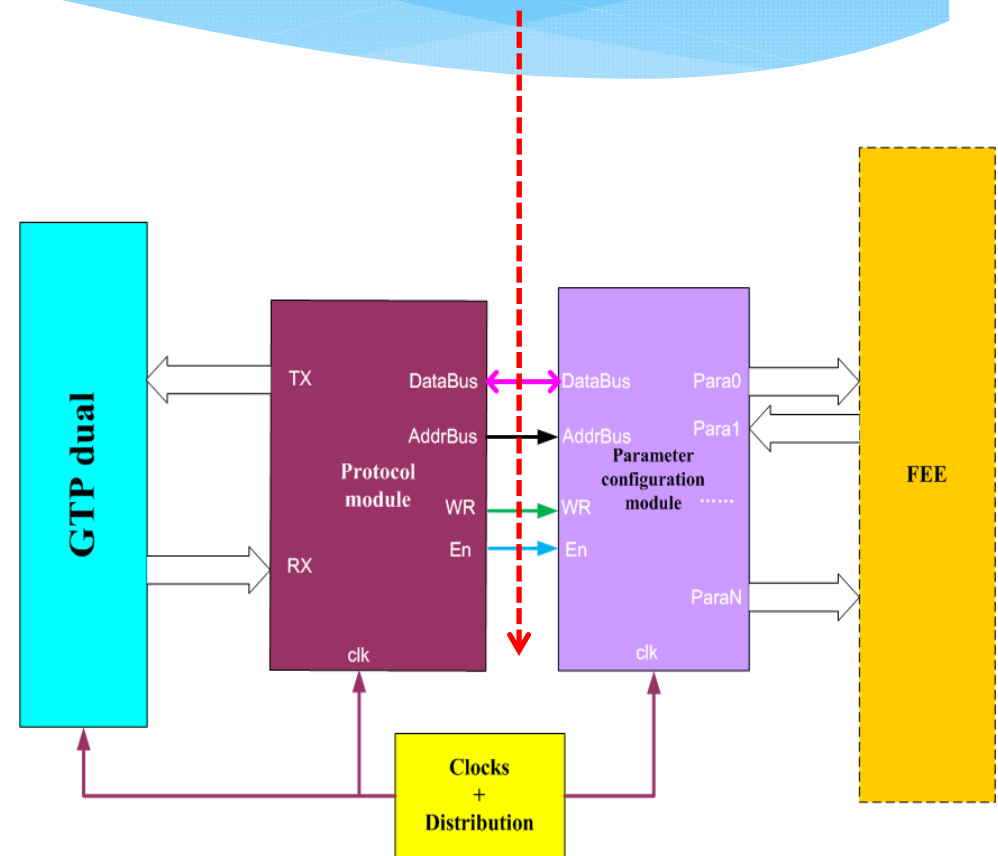 GTP dual
TX
RX
Protocol
module
DataBus
AddrBus
WR
En
clk
DataBus
AddrBus
Parameter
configuration
module
WR
En
Para0
Para1
......
ParaN
clk
FEE
Clocks
+
Distribution